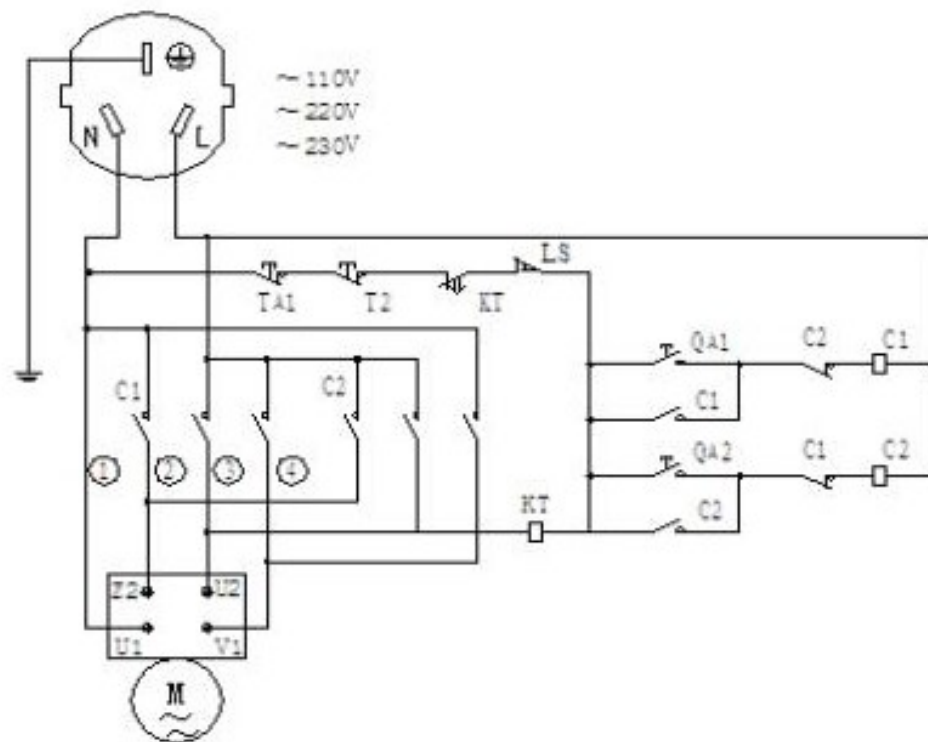 ~110V
~220V
N L
~230V
LS
TA1 T2 KT
QA1 C2 C1
C1 C2
C1
① ② ③ ④
QA2 C1 C2
KT
C2
Z2 U2
U1 V1
M